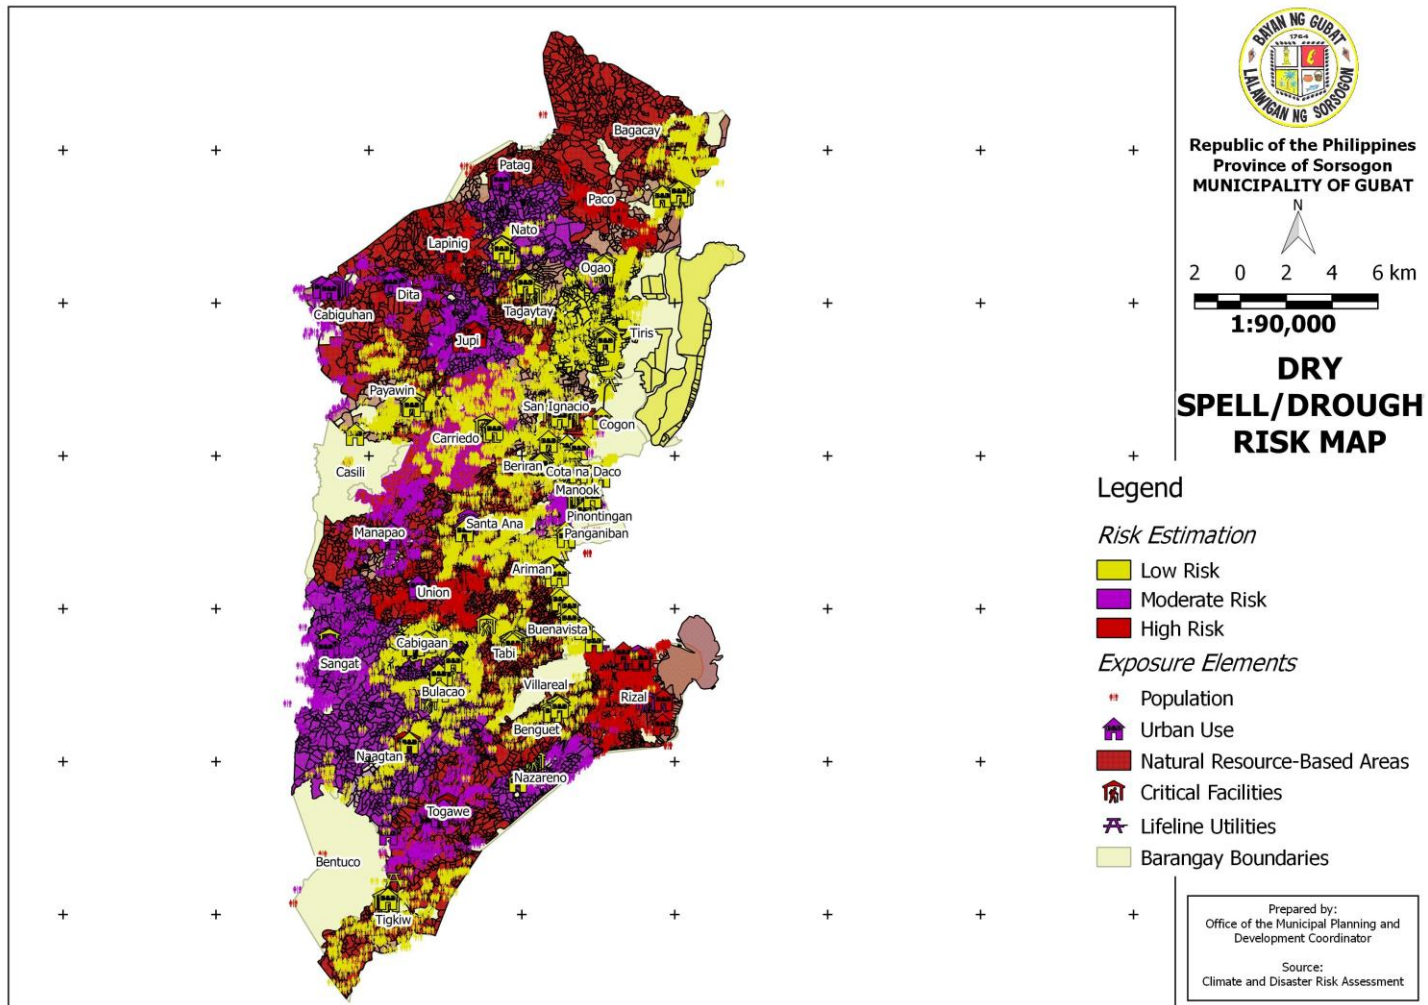 BAYAN NG GUBAT
1764
LALAWIGAN NG SORSOGON
Republic of the Philippines
Province of Sorsogon
MUNICIPALITY OF GUBAT
N
2 0 2 4 6 km
1:90,000
DRY
SPELL/DROUGH
RISK MAP
Legend
Risk Estimation
Low Risk
Moderate Risk
High Risk
Exposure Elements
Population
Urban Use
Natural Resource-Based Areas
Critical Facilities
Lifeline Utilities
Barangay Boundaries
Prepared by:
Office of the Municipal Planning and
Development Coordinator
Source:
Climate and Disaster Risk Assessment
Bagacay
Patag
Paco
Nato
Lapinig
Ogao
Dita
Cabiguhan
Tagaytay
Jupi
Tiris
Payawin
San Ignacio
Cogon
Carriedo
Beriran
Casili
Cota na Daco
Manook
Pinontingan
Santa Ana
Manapao
Panganiban
Ariman
Union
Buenavista
Cabigaan
Tabi
Sangat
Villareal
Bulacao
Rizal
Benguet
Naagtan
Nazareno
Togawe
Bentuco
Tigkiw